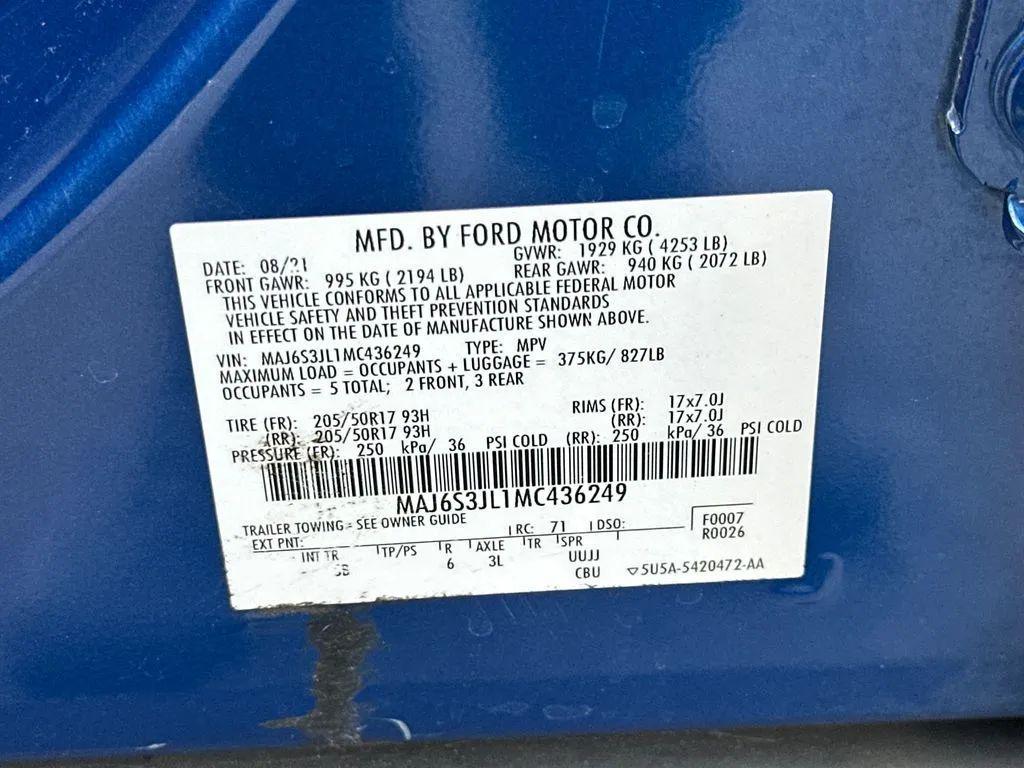 MFD. BY FORD MOTOR CO.
DATE: 08/21 GVWR: 1929 KG ( 4253 LB)
FRONT GAWR: 995 KG ( 2194 LB) REAR GAWR: 940 KG ( 2072 LB)
THIS VEHICLE CONFORMS TO ALL APPLICABLE FEDERAL MOTOR
VEHICLE SAFETY AND THEFT PREVENTION STANDARDS
IN EFFECT ON THE DATE OF MANUFACTURE SHOWN ABOVE.
VIN: MAJ6S3JL1MC436249 TYPE: MPV
MAXIMUM LOAD = OCCUPANTS + LUGGAGE = 375KG/ 827LB
OCCUPANTS = 5 TOTAL; 2 FRONT, 3 REAR
TIRE (FR): 205/50R17 93H RIMS (FR): 17x7.0J
(RR): 205/50R17 93H (RR): 17x7.0J
PRESSURE (FR): 250 kPa/ 36 PSI COLD (RR): 250 kPa/ 36 PSI COLD
MAJ6S3JL1MC436249
TRAILER TOWING - SEE OWNER GUIDE
EXT PNT: RC: 71 DSO: F0007
R0026
INT TR TP/PS R AXLE TR SPR
6 3L UUJJ
CBU ▽5U5A-5420472-AA